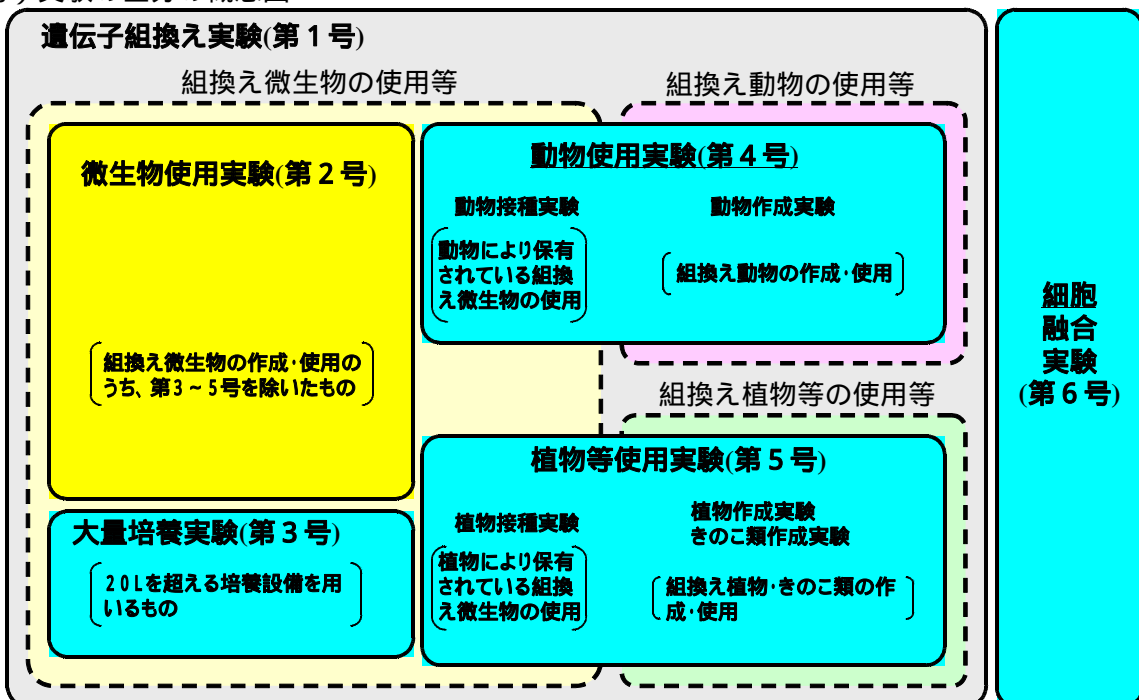 遺伝子組換え実験(第１号)
組換え微生物の使用等
組換え動物の使用等
微生物使用実験(第２号)
組換え微生物の作成・使用の
うち、第3～5号を除いたもの
動物使用実験(第４号)
動物接種実験
動物により保有
されている組換
え微生物の使用
動物作成実験
組換え動物の作成・使用
組換え植物等の使用等
大量培養実験(第３号)
20Lを超える培養設備を用
いるもの
植物等使用実験(第５号)
植物接種実験
植物により保有
されている組換
え微生物の使用
植物作成実験
きのこ類作成実験
組換え植物・きのこ類の作
成・使用
細胞
融合
実験
(第６号)